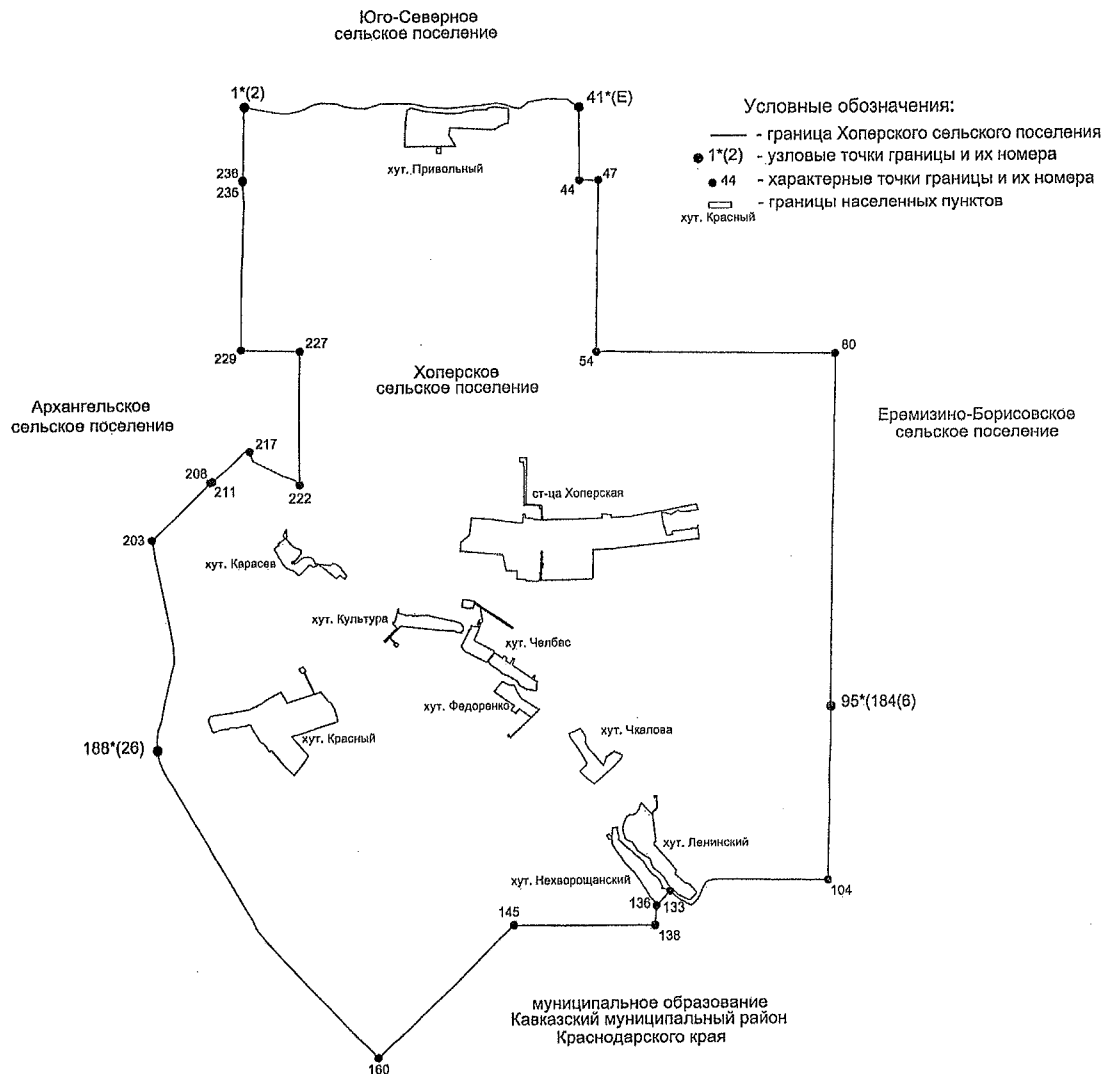 Юго-Северное
сельское поселение
1*(2)
41*(Е)
Условные обозначения:
- граница Хоперского сельского поселения
1*(2) - узловые точки границы и их номера
44 - характерные точки границы и их номера
- границы населенных пунктов
хут. Красный
хут. Привольный
238
235
44
47
229
227
54
80
Хоперское
сельское поселение
Архангельское
сельское поселение
Еремизино-Борисовское
сельское поселение
217
208
211
222
ст-ца Хоперская
203
хут. Карасев
хут. Культура
хут. Челбас
хут. Федоренко
95*(184(6)
хут. Красный
188*(26)
хут. Чкалова
хут. Ленинский
хут. Нехворощанский
104
136
133
145
138
муниципальное образование
Кавказский муниципальный район
Краснодарского края
160